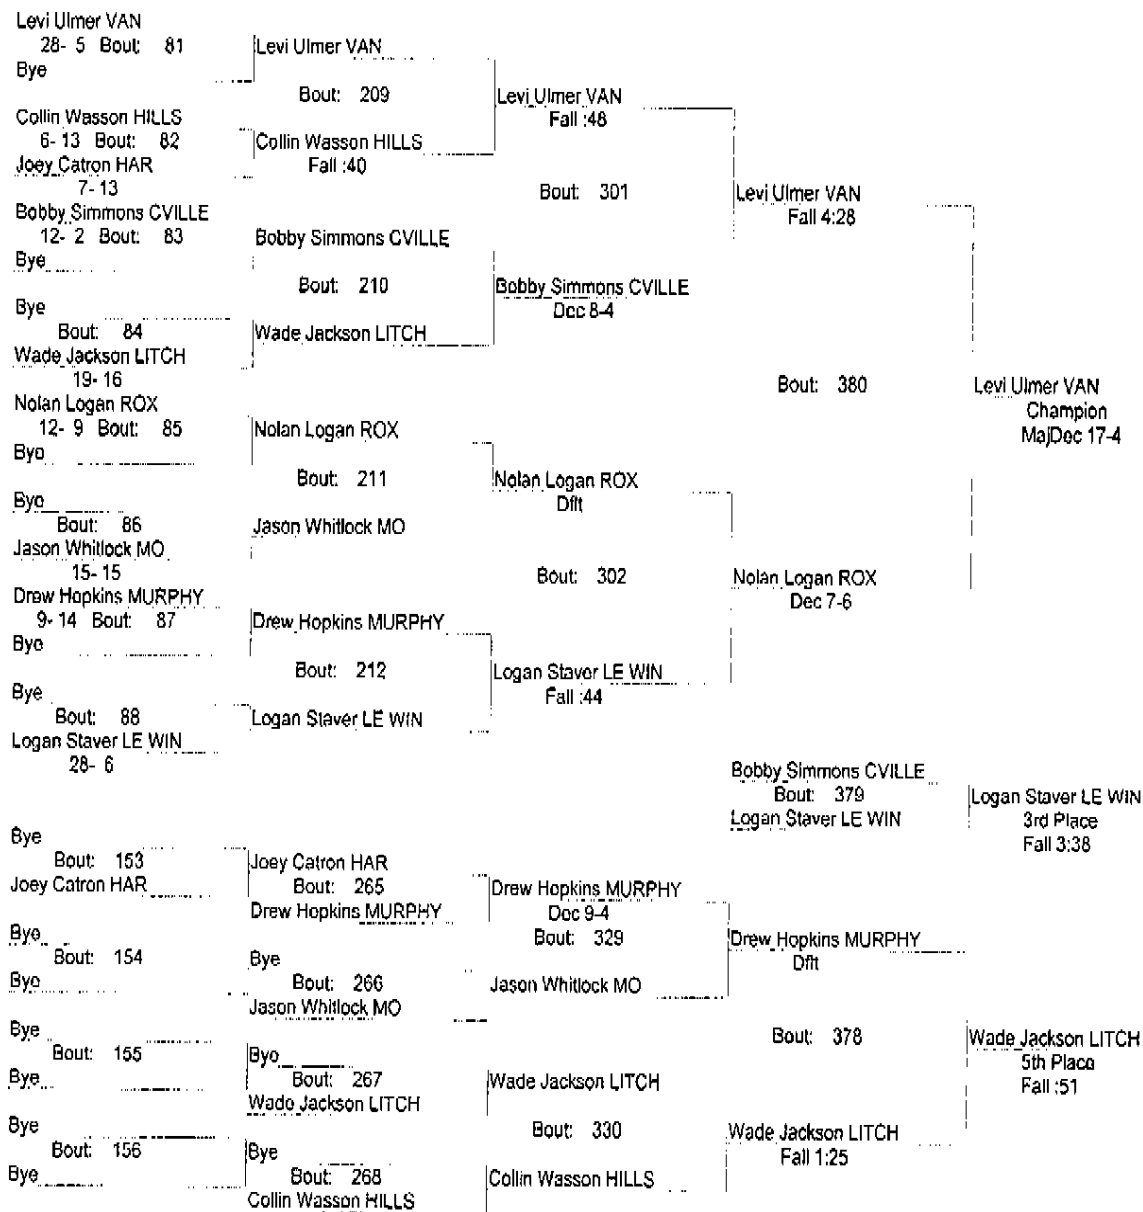 Levi Ulmer VAN
28- 5 Bout: 81
Bye
Collin Wasson HILLS
6- 13 Bout: 82
Joey Catron HAR
7- 13
Bobby Simmons CVILLE
12- 2 Bout: 83
Bye
Bye
Bout: 84
Wade Jackson LITCH
19- 16
Nolan Logan ROX
12- 9 Bout: 85
Bye
Bye
Bout: 86
Jason Whitlock MO
15- 15
Drew Hopkins MURPHY
9- 14 Bout: 87
Bye
Bye
Bout: 88
Logan Staver LE WIN
28- 6
Levi Ulmer VAN
Bout: 209
Collin Wasson HILLS
Fall :40
Bobby Simmons CVILLE
Bout: 210
Wade Jackson LITCH
Nolan Logan ROX
Bout: 211
Jason Whitlock MO
Drew Hopkins MURPHY
Bout: 212
Logan Staver LE WIN
Levi Ulmer VAN
Fall :48
Bout: 301
Bobby Simmons CVILLE
Dec 8-4
Nolan Logan ROX
Dflt
Bout: 302
Logan Staver LE WIN
Fall :44
Levi Ulmer VAN
Fall 4:28
Bout: 380
Nolan Logan ROX
Dec 7-6
Levi Ulmer VAN
Champion
MajDec 17-4
Bobby Simmons CVILLE
Bout: 379
Logan Staver LE WIN
Logan Staver LE WIN
3rd Place
Fall 3:38
Bye
Bout: 153
Joey Catron HAR
Bye
Bout: 154
Bye
Bye
Bout: 155
Bye
Bye
Bout: 156
Bye
Joey Catron HAR
Bout: 265
Drew Hopkins MURPHY
Bye
Bout: 266
Jason Whitlock MO
Bye
Bout: 267
Wade Jackson LITCH
Bye
Bout: 268
Collin Wasson HILLS
Drew Hopkins MURPHY
Dec 9-4
Bout: 329
Jason Whitlock MO
Wade Jackson LITCH
Bout: 330
Collin Wasson HILLS
Drew Hopkins MURPHY
Dflt
Bout: 378
Wade Jackson LITCH
Fall 1:25
Wade Jackson LITCH
5th Place
Fall :51